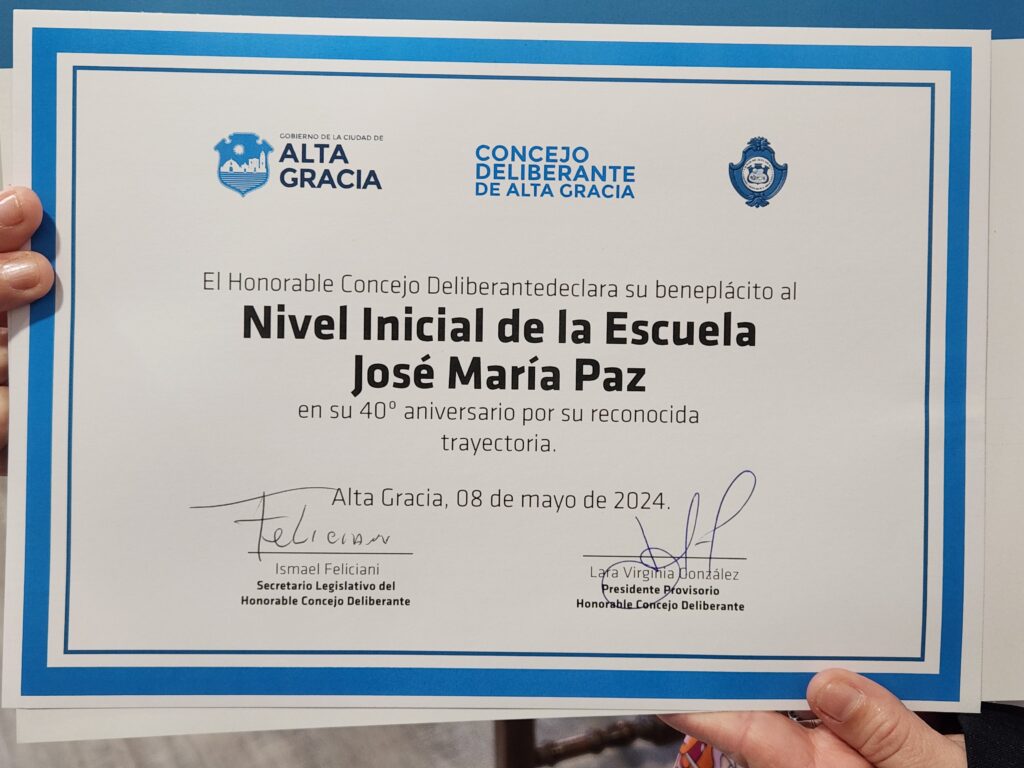 GOBIERNO DE LA CIUDAD DE
ALTA
GRACIA
CONCEJO
DELIBERANTE
DE ALTA GRACIA
El Honorable Concejo Deliberantedeclara su beneplácito al
Nivel Inicial de la Escuela
José María Paz
en su 40º aniversario por su reconocida
trayectoria.
Alta Gracia, 08 de mayo de 2024.
Ismael Feliciani
Secretario Legislativo del
Honorable Concejo Deliberante
Lara Virginia González
Presidente Provisorio
Honorable Concejo Deliberante